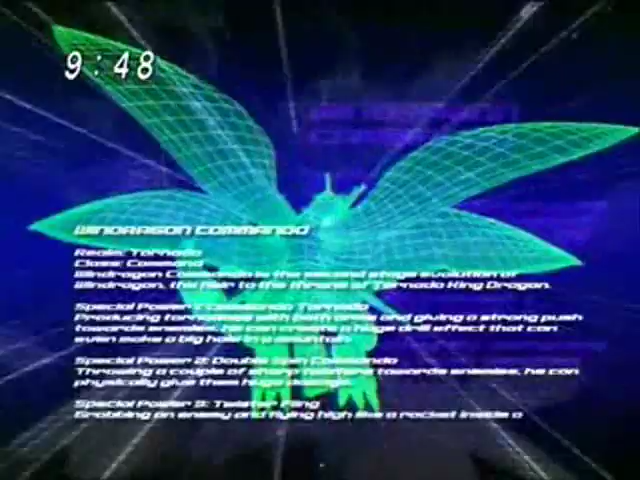 9:48
WINDRAGON COMMANDO
Realm: Tornado
Class: Command
Windragon Commando is the second stage evolution of
Windragon, the heir to the throne of Tornado King Dragon.
Special Power 1: Commando Tornado
Producing tornadoes with both arms and giving a strong push
towards enemies, he can create a huge drill effect that can
even make a big hole in a mountain.
Special Power 2: Double Spin Commando
Throwing a couple of sharp towards enemies, he can
physically give them huge damage.
Special Power 3: Twister Fang
Grabbing an enemy and flying high like a rocket inside a